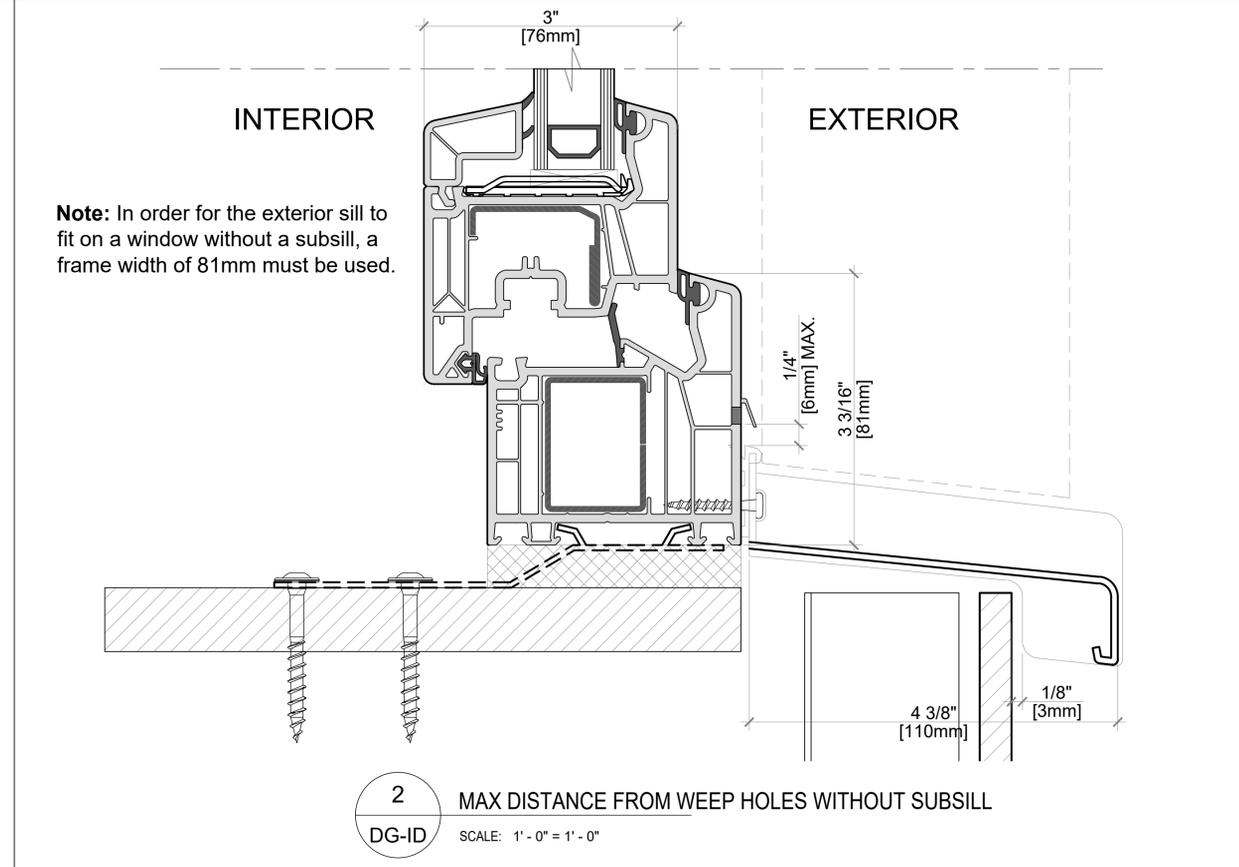 3"
[76mm]
INTERIOR
EXTERIOR
Note: In order for the exterior sill to
fit on a window without a subsill, a
frame width of 81mm must be used.
1/4"
[6mm] MAX.
3 3/16"
[81mm]
1/8"
[3mm]
4 3/8"
[110mm]
2
DG-ID
MAX DISTANCE FROM WEEP HOLES WITHOUT SUBSILL
SCALE: 1' - 0" = 1' - 0"